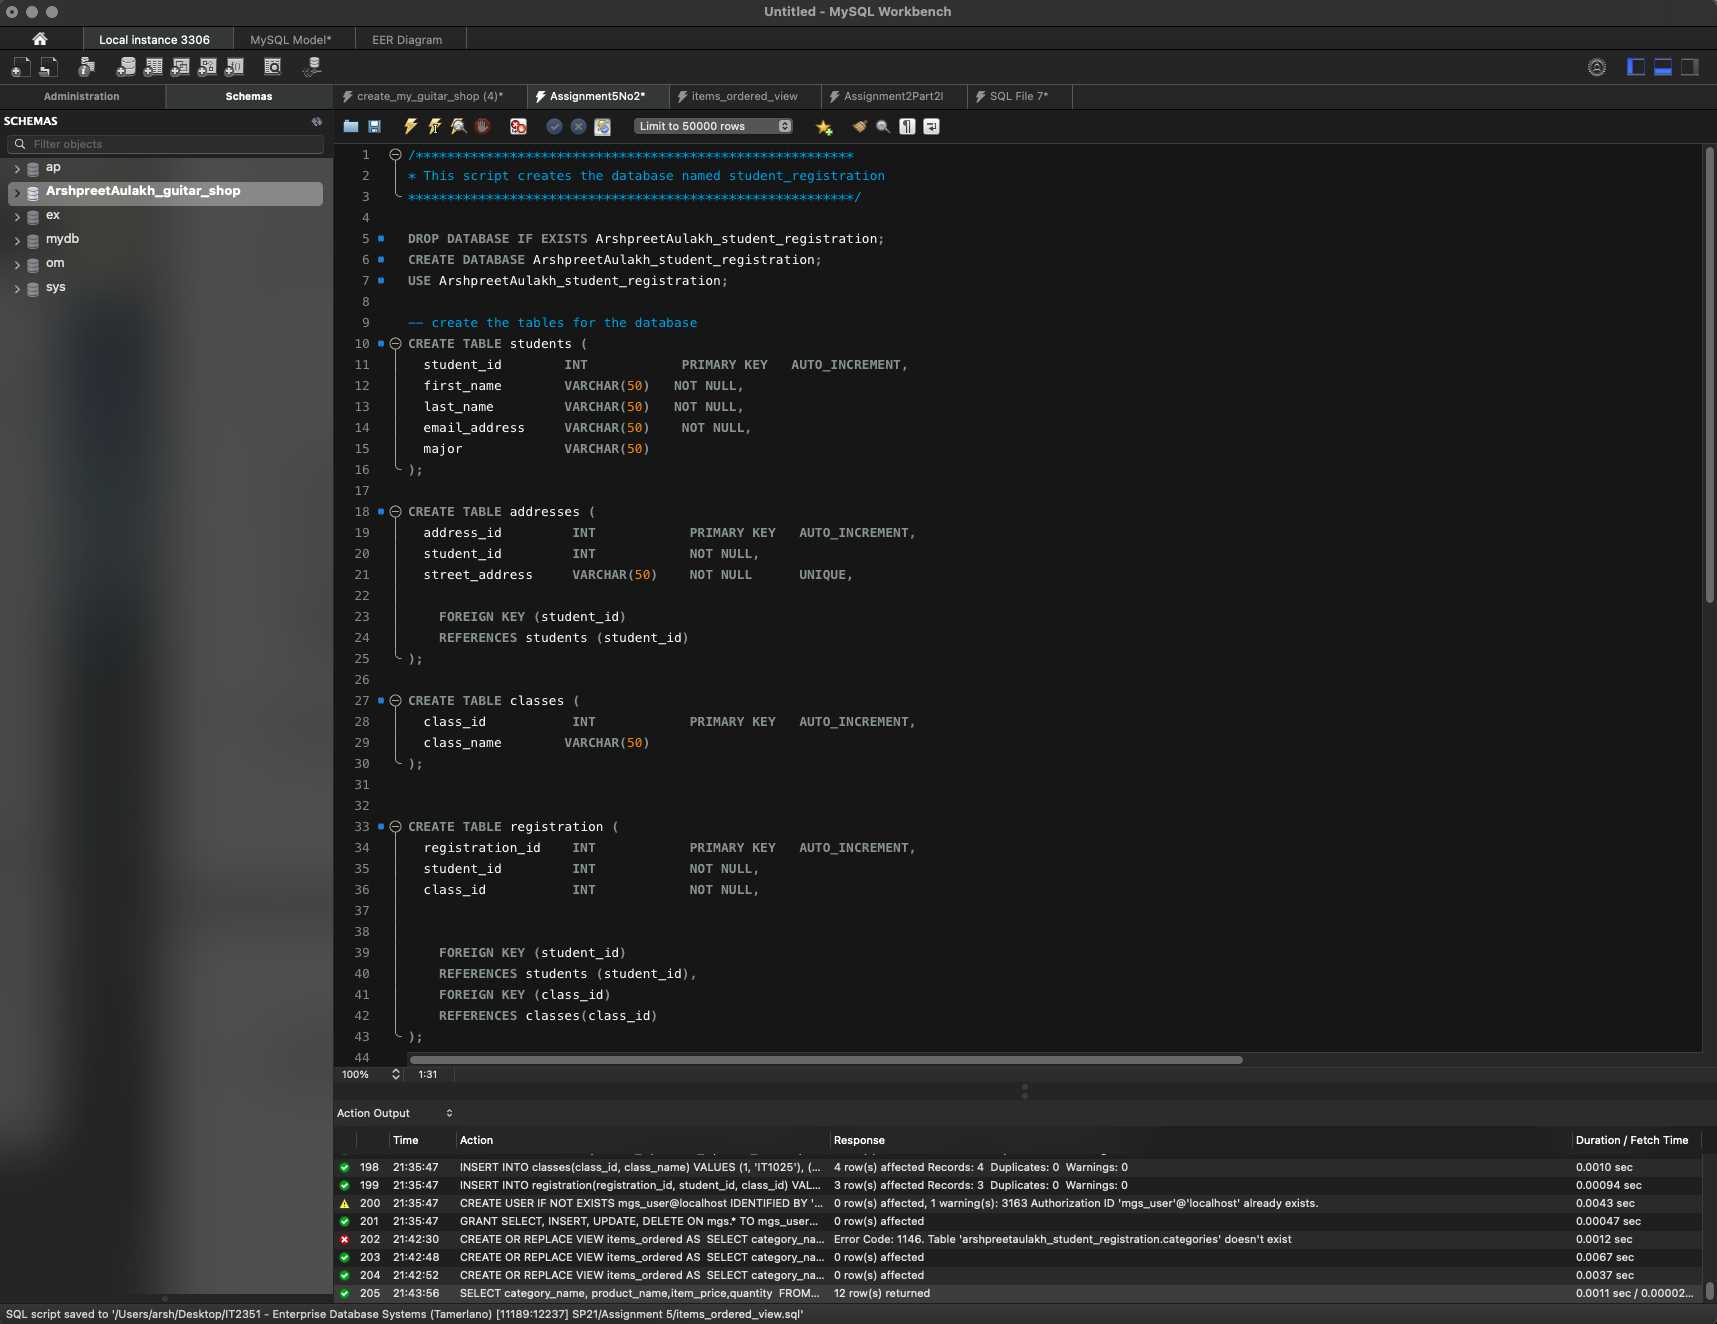 Untitled - MySQL Workbench
Local instance 3306
MySQL Model*
EER Diagram
Administration
Schemas
create_my_guitar_shop (4)*
Assignment5No2*
items_ordered_view
Assignment2Part2I
SQL File 7*
SCHEMAS
Filter objects
Limit to 50000 rows
ap
ArshpreetAulakh_guitar_shop
ex
mydb
om
sys
1 /********************************************************
2 * This script creates the database named student_registration
3 *********************************************************/
4
5 DROP DATABASE IF EXISTS ArshpreetAulakh_student_registration;
6 CREATE DATABASE ArshpreetAulakh_student_registration;
7 USE ArshpreetAulakh_student_registration;
8
9 -- create the tables for the database
10 CREATE TABLE students (
11 student_id INT PRIMARY KEY AUTO_INCREMENT,
12 first_name VARCHAR(50) NOT NULL,
13 last_name VARCHAR(50) NOT NULL,
14 email_address VARCHAR(50) NOT NULL,
15 major VARCHAR(50)
16 );
17
18 CREATE TABLE addresses (
19 address_id INT PRIMARY KEY AUTO_INCREMENT,
20 student_id INT NOT NULL,
21 street_address VARCHAR(50) NOT NULL UNIQUE,
22
23 FOREIGN KEY (student_id)
24 REFERENCES students (student_id)
25 );
26
27 CREATE TABLE classes (
28 class_id INT PRIMARY KEY AUTO_INCREMENT,
29 class_name VARCHAR(50)
30 );
31
32
33 CREATE TABLE registration (
34 registration_id INT PRIMARY KEY AUTO_INCREMENT,
35 student_id INT NOT NULL,
36 class_id INT NOT NULL,
37
38
39 FOREIGN KEY (student_id)
40 REFERENCES students (student_id),
41 FOREIGN KEY (class_id)
42 REFERENCES classes(class_id)
43 );
44
100% 1:31
Action Output
Time Action Response Duration / Fetch Time
198 21:35:47 INSERT INTO classes(class_id, class_name) VALUES (1, 'IT1025'), (... 4 row(s) affected Records: 4 Duplicates: 0 Warnings: 0 0.0010 sec
199 21:35:47 INSERT INTO registration(registration_id, student_id, class_id) VAL... 3 row(s) affected Records: 3 Duplicates: 0 Warnings: 0 0.00094 sec
200 21:35:47 CREATE USER IF NOT EXISTS mgs_user@localhost IDENTIFIED BY '... 0 row(s) affected, 1 warning(s): 3163 Authorization ID 'mgs_user'@'localhost' already exists. 0.0043 sec
201 21:35:47 GRANT SELECT, INSERT, UPDATE, DELETE ON mgs.* TO mgs_user... 0 row(s) affected 0.00047 sec
202 21:42:30 CREATE OR REPLACE VIEW items_ordered AS SELECT category_na... Error Code: 1146. Table 'arshpreetaulakh_student_registration.categories' doesn't exist 0.0012 sec
203 21:42:48 CREATE OR REPLACE VIEW items_ordered AS SELECT category_na... 0 row(s) affected 0.0067 sec
204 21:42:52 CREATE OR REPLACE VIEW items_ordered AS SELECT category_na... 0 row(s) affected 0.0037 sec
205 21:43:56 SELECT category_name, product_name,item_price,quantity FROM... 12 row(s) returned 0.0011 sec / 0.00002...
SQL script saved to '/Users/arsh/Desktop/IT2351 - Enterprise Database Systems (Tamerlano) [11189:12237] SP21/Assignment 5/items_ordered_view.sql'